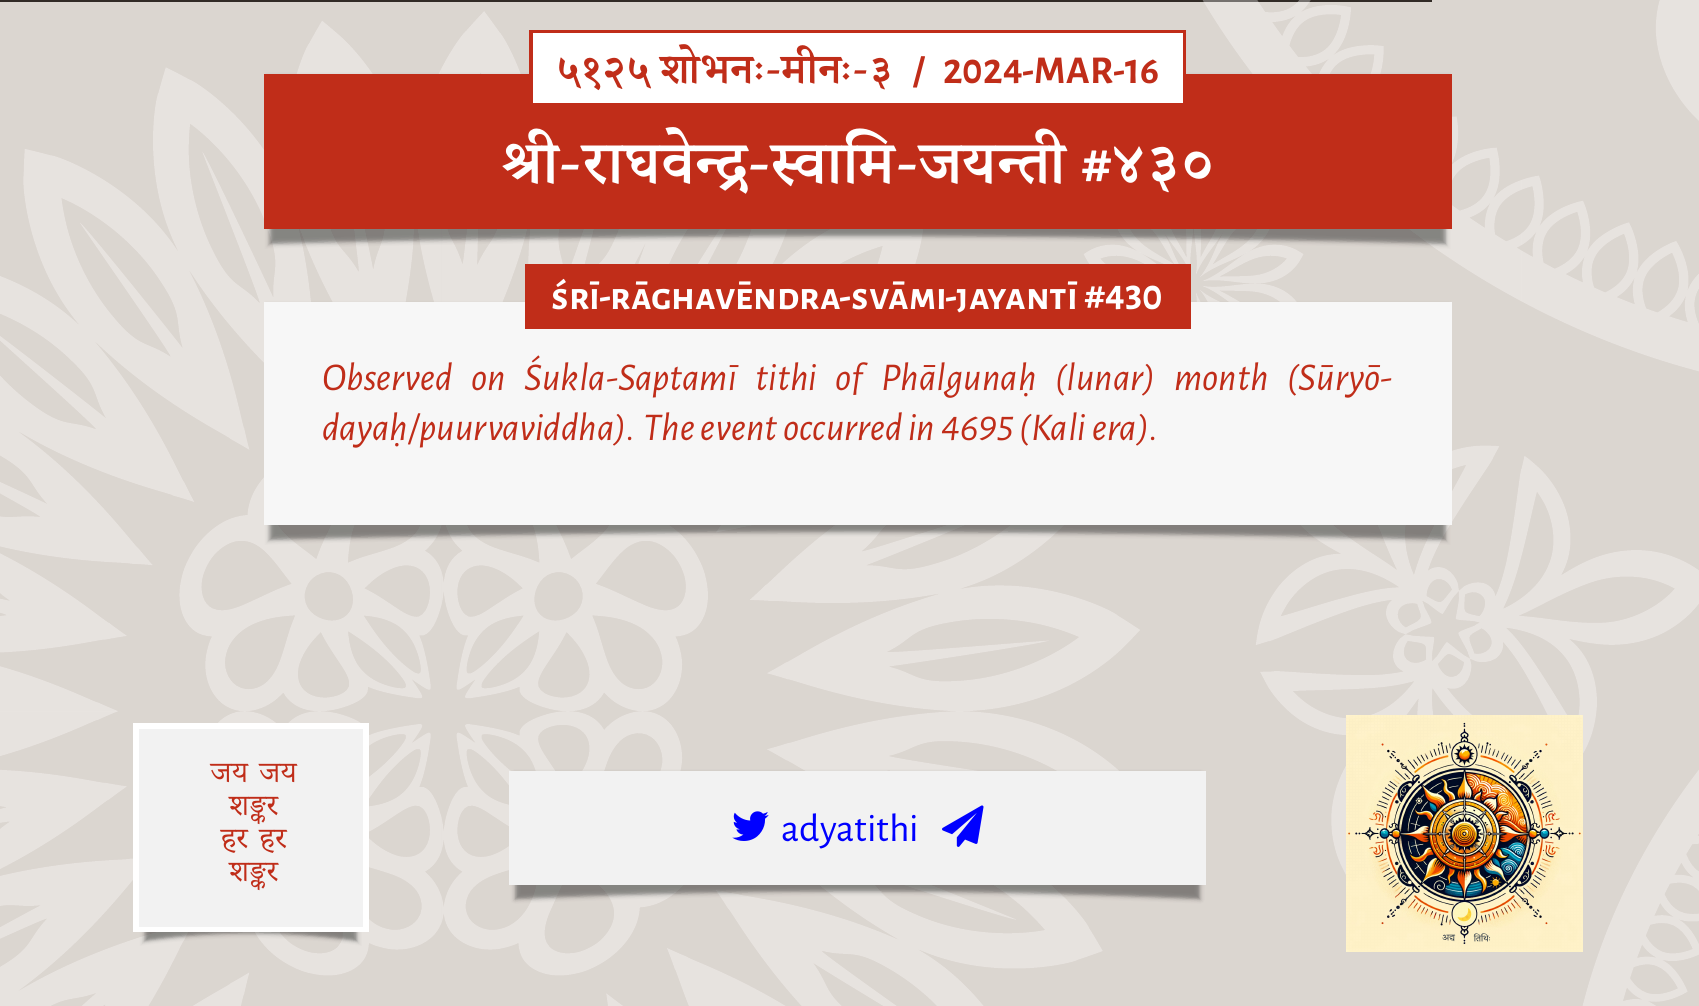 ५१२५ शोभनः-मीनः-३ / 2024-MAR-16
श्री-राघवेन्द्र-स्वामि-जयन्ती #४३०
ŚRĪ-RĀGHAVĒNDRA-SVĀMI-JAYANTĪ #430
Observed on Śukla-Saptamī tithi of Phālgunaḥ (lunar) month (Sūryō-
dayaḥ/puurvaviddha). The event occurred in 4695 (Kali era).
जय जय
शङ्कर
हर हर
शङ्कर
adyatithi
अद्य तिथिः